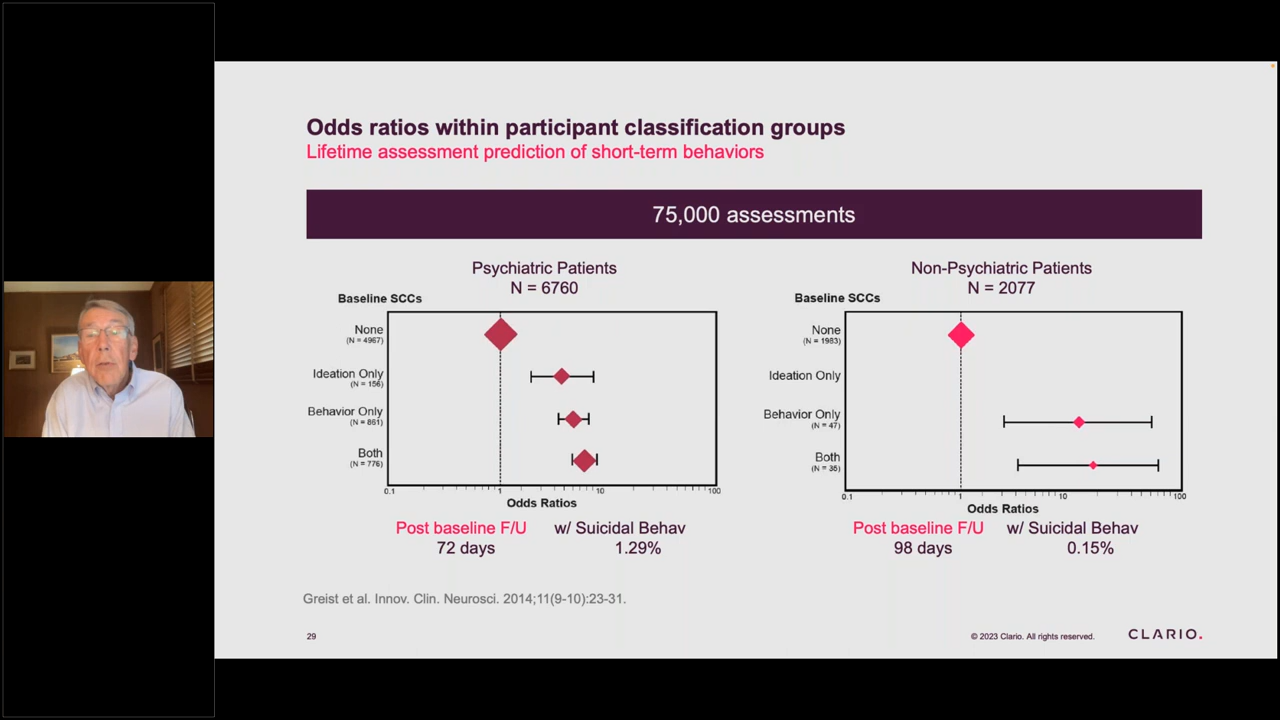 Odds ratios within participant classification groups
Lifetime assessment prediction of short-term behaviors
75,000 assessments
Psychiatric Patients
N = 6760
Baseline SCCs
None
(N = 4967)
Ideation Only
(N = 156)
Behavior Only
(N = 861)
Both
(N = 776)
0.1 1 10 100
Odds Ratios
Post baseline F/U w/ Suicidal Behav
72 days 1.29%
Non-Psychiatric Patients
N = 2077
Baseline SCCs
None
(N = 1983)
Ideation Only
Behavior Only
(N = 47)
Both
(N = 35)
0.1 1 10 100
Odds Ratios
Post baseline F/U w/ Suicidal Behav
98 days 0.15%
Greist et al. Innov. Clin. Neurosci. 2014;11(9-10):23-31.
29
© 2023 Clario. All rights reserved.
CLARIO.